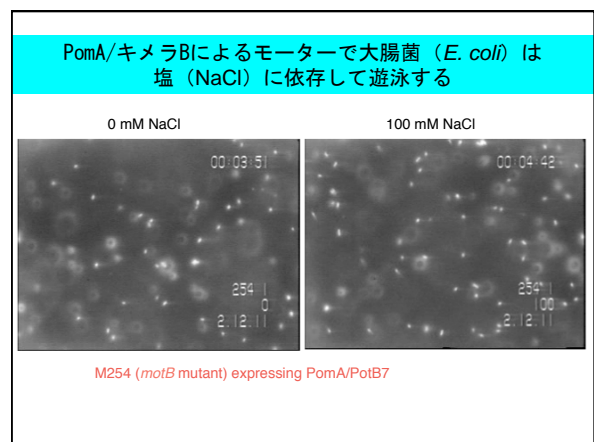 PomA/キメラBによるモーターで大腸菌（E. coli）は
塩（NaCl）に依存して遊泳する
0 mM NaCl
100 mM NaCl
00:03:51
00:04:42
254 1
0
2.12.11
254 1
100
2.12.11
M254 (motB mutant) expressing PomA/PotB7